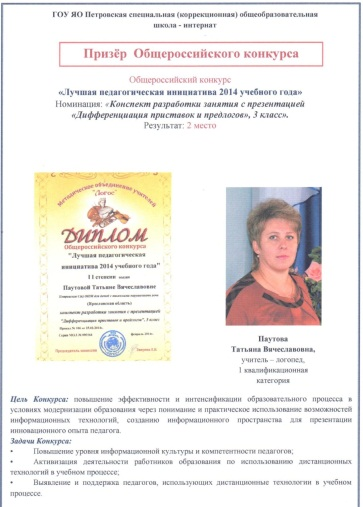 ГОУ ЯО Петровская специальная (коррекционная) общеобразовательная
школа - интернат
Призёр Общероссийского конкурса
Общероссийский конкурс
«Лучшая педагогическая инициатива 2014 учебного года»
Номинация: «Конспект разработки занятия с презентацией
«Дифференциация приставок и предлогов», 3 класс».
Результат: 2 место
Методическое объединение учителей
ДИПЛОМ
Общероссийского конкурса
"Лучшая педагогическая
инициатива 2014 учебного года"
II степени
Паутовой Татьяне Вячеславовне
(Ярославская область)
конспект разработки занятия с презентацией
"Дифференциация приставок и предлогов", 3 класс
Паутова
Татьяна Вячеславовна,
учитель – логопед,
1 квалификационная
категория
Цель Конкурса: повышение эффективности и интенсификации образовательного процесса в
условиях модернизации образования через понимание и практическое использование возможностей
информационных технологий, созданию информационного пространства для презентации
инновационного опыта педагога.
Задачи Конкурса:
• Повышение уровня информационной культуры и компетентности педагогов;
• Активизация деятельности работников образования по использованию дистанционных
технологий в учебном процессе;
• Выявление и поддержка педагогов, использующих дистанционные технологии в учебном
процессе.